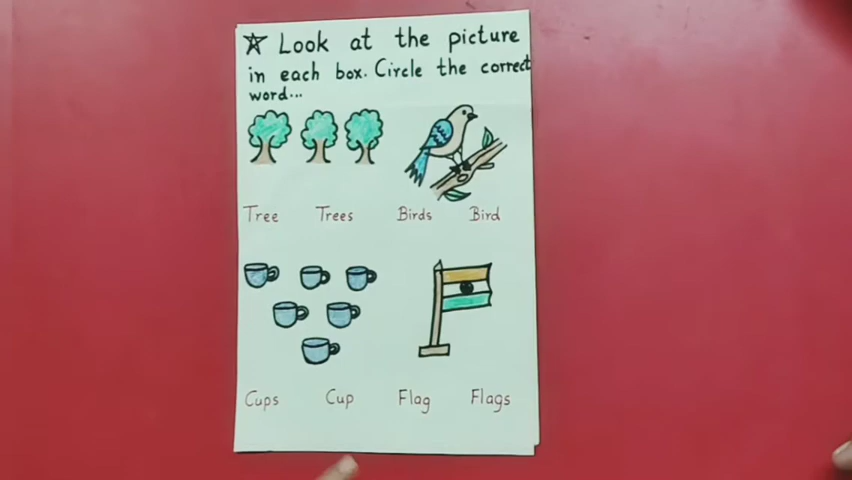 Look at the picture
in each box. Circle the correct
word...
Tree Trees Birds Bird
Cups Cup Flag Flags